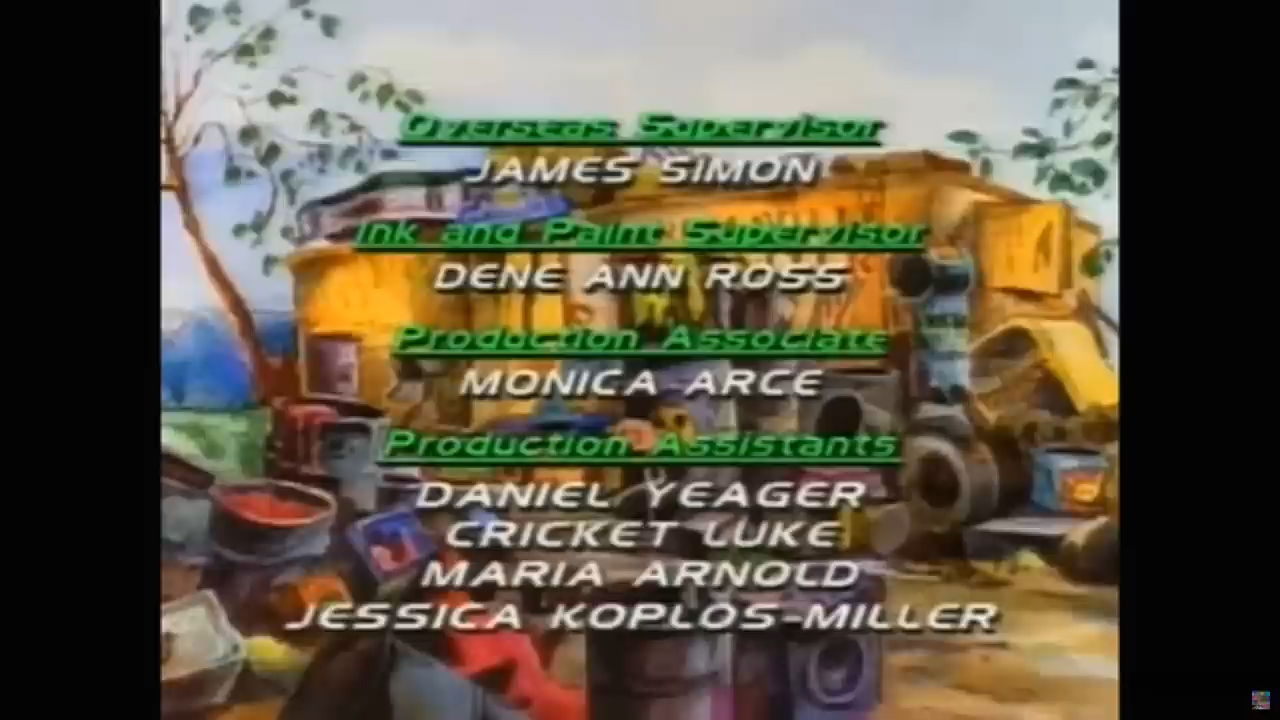 Overseas Supervisor
JAMES SIMON
Ink and Paint Supervisor
DENE ANN ROSS
Production Associate
MONICA ARCE
Production Assistants
DANIEL YEAGER
CRICKET LUKE
MARIA ARNOLD
JESSICA KOPLOS-MILLER